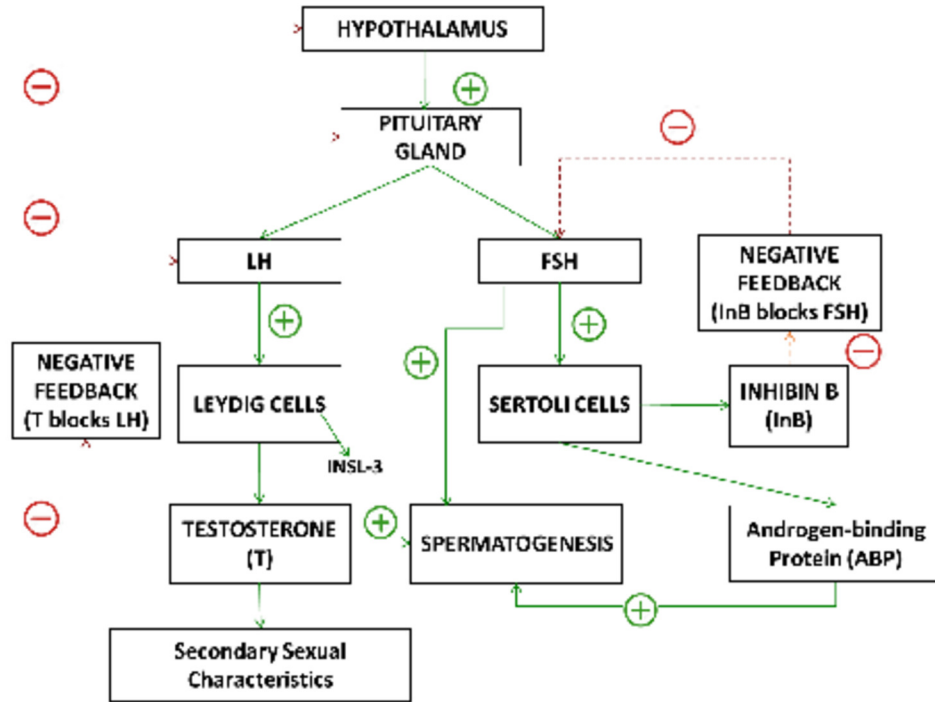 HYPOTHALAMUS
PITUITARY
GLAND
LH
FSH
NEGATIVE
FEEDBACK
(InB blocks FSH)
NEGATIVE
FEEDBACK
(T blocks LH)
LEYDIG CELLS
SERTOLI CELLS
INHIBIN B
(InB)
INSL-3
TESTOSTERONE
(T)
SPERMATOGENESIS
Androgen-binding
Protein (ABP)
Secondary Sexual
Characteristics